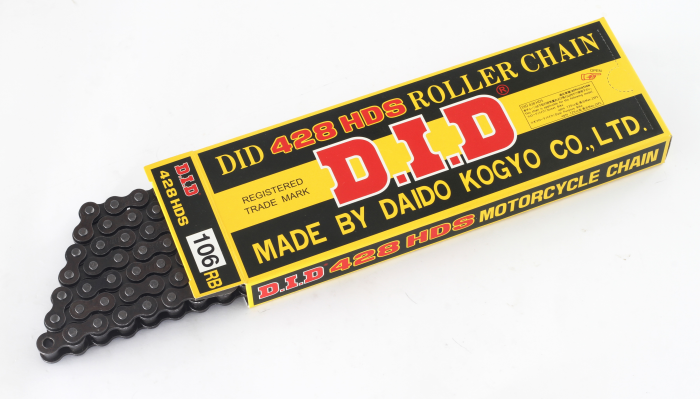 DID 428 HDS ROLLER CHAIN
OPEN
D.I.D®
REGISTERED
TRADE MARK
MADE BY DAIDO KOGYO CO., LTD.
D.I.D 428 HDS MOTORCYCLE CHAIN
D.I.D
428 HDS
106 RB